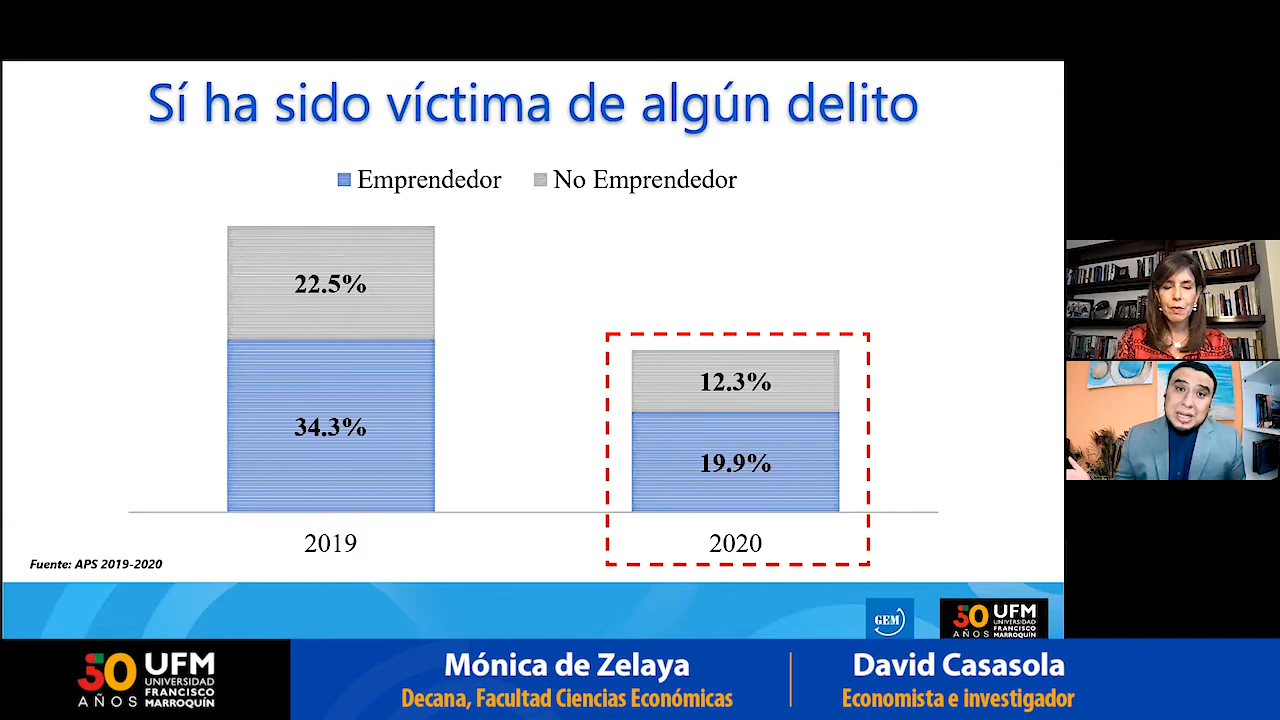 Sí ha sido víctima de algún delito
Emprendedor No Emprendedor
22.5%
34.3%
12.3%
19.9%
2019 2020
Fuente: APS 2019-2020
GEM
50 AÑOS
UFM
UNIVERSIDAD
FRANCISCO
MARROQUÍN
50 AÑOS
UFM
UNIVERSIDAD
FRANCISCO
MARROQUÍN
Mónica de Zelaya
Decana, Facultad Ciencias Económicas
David Casasola
Economista e investigador